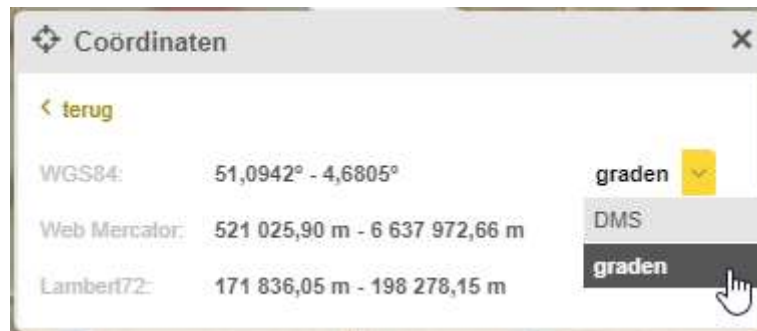 Coördinaten
terug
WGS84: 51,0942° - 4,6805° graden
Web Mercator: 521 025,90 m - 6 637 972,66 m
DMS
graden
Lambert72: 171 836,05 m - 198 278,15 m